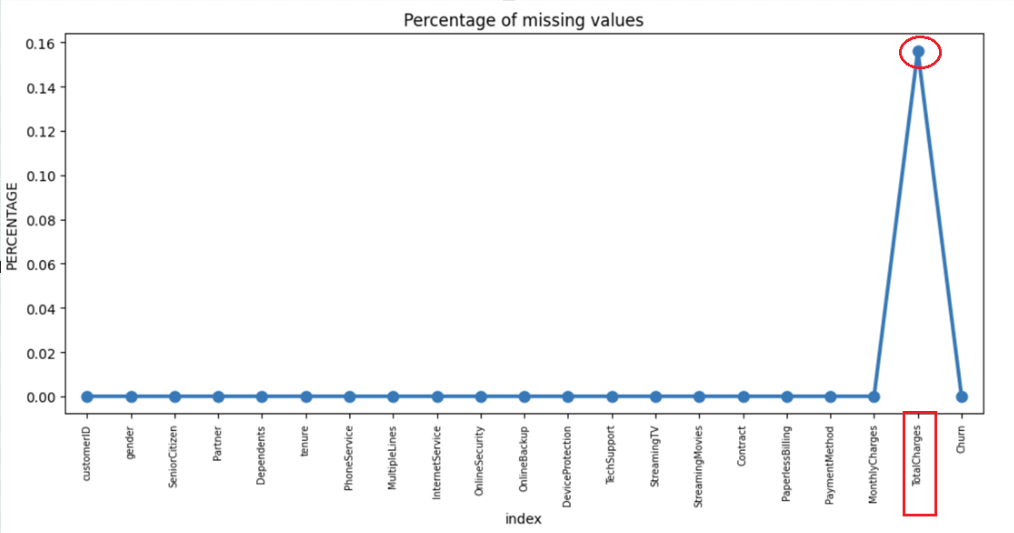 Percentage of missing values
PERCENTAGE
0.16
0.14
0.12
0.10
0.08
0.06
0.04
0.02
0.00
customerID
gender
SeniorCitizen
Partner
Dependents
tenure
PhoneService
MultipleLines
InternetService
OnlineSecurity
OnlineBackup
DeviceProtection
TechSupport
StreamingTV
StreamingMovies
Contract
PaperlessBilling
PaymentMethod
MonthlyCharges
TotalCharges
Churn
index